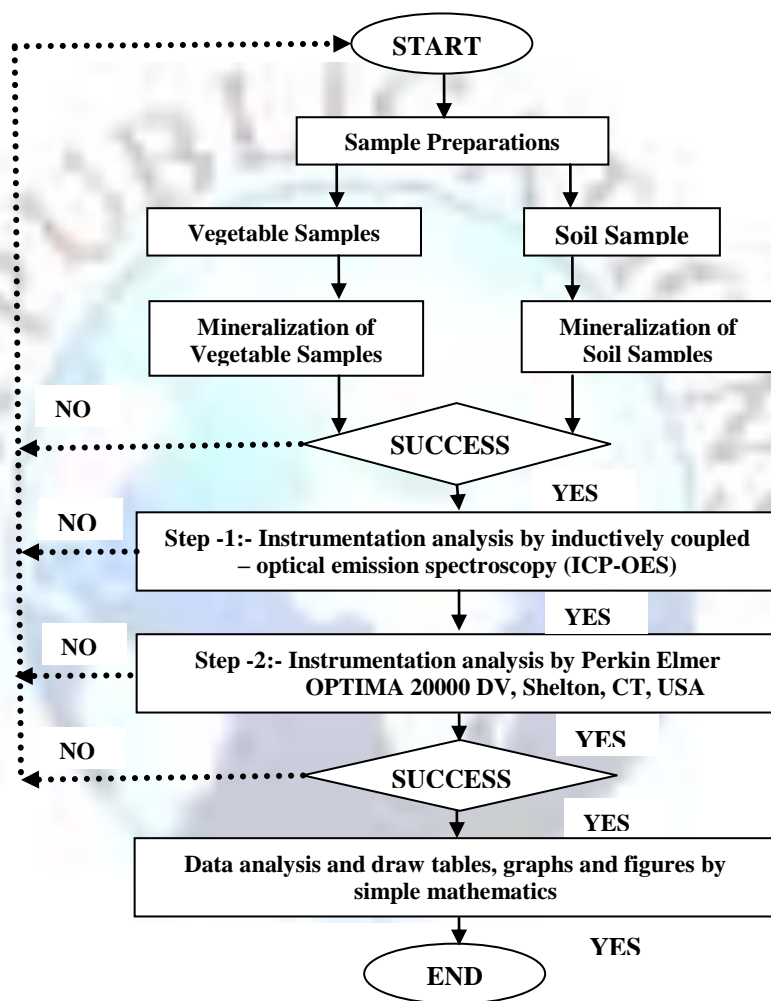 START
Sample Preparations
Vegetable Samples
Soil Sample
Mineralization of
Vegetable Samples
Mineralization of
Soil Samples
NO
SUCCESS
YES
NO
Step -1:- Instrumentation analysis by inductively coupled
– optical emission spectroscopy (ICP-OES)
YES
NO
Step -2:- Instrumentation analysis by Perkin Elmer
OPTIMA 20000 DV, Shelton, CT, USA
YES
NO
SUCCESS
YES
Data analysis and draw tables, graphs and figures by
simple mathematics
YES
END